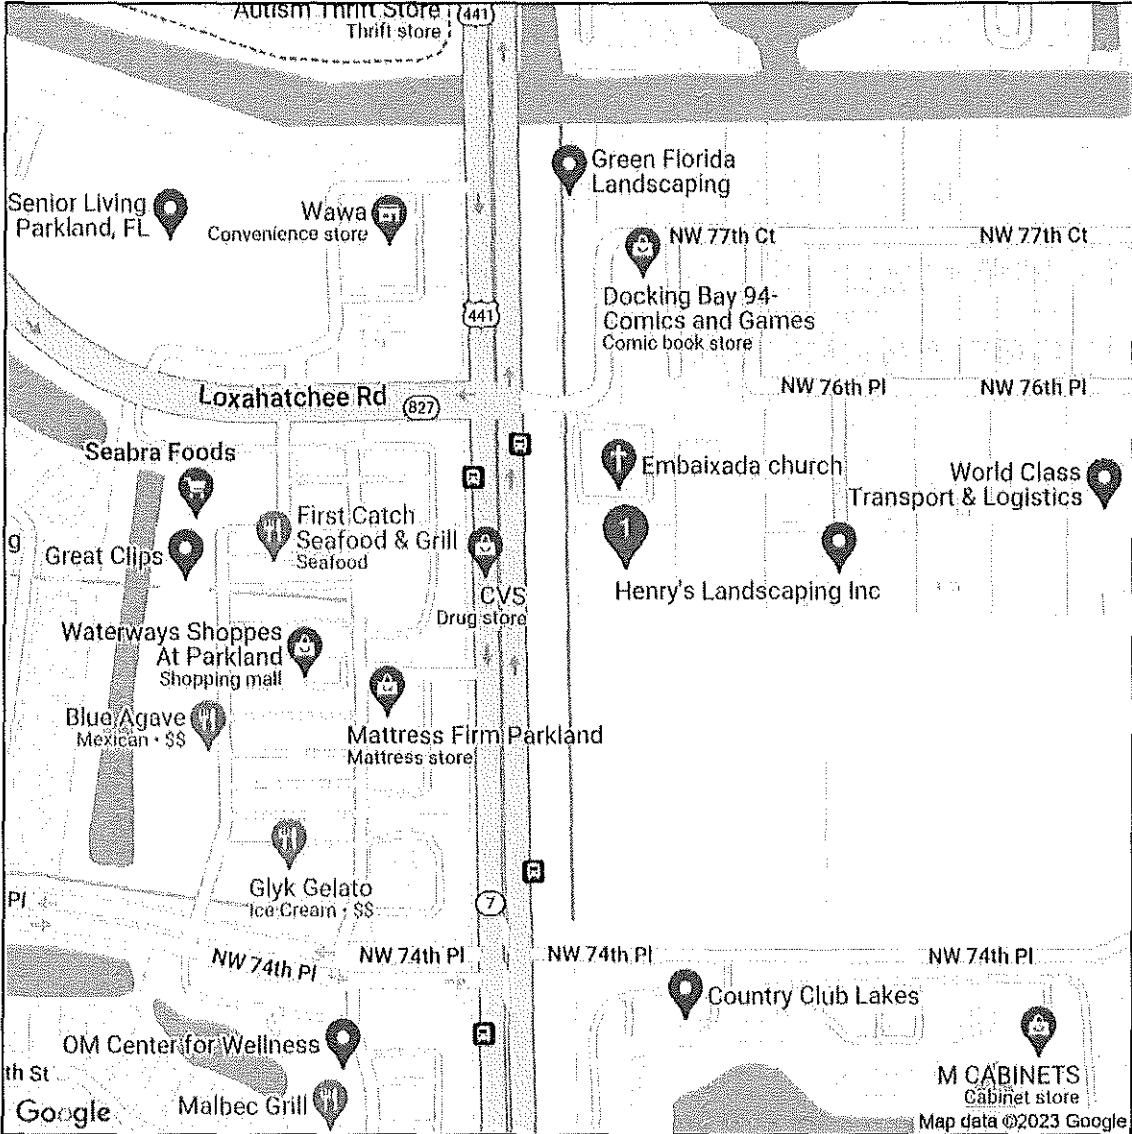 Autism Thrift Store
Thrift store
441
Green Florida
Landscaping
Senior Living
Parkland, FL
Wawa
Convenience store
NW 77th Ct
NW 77th Ct
Docking Bay 94-
Comics and Games
Comic book store
441
Loxahatchee Rd
827
NW 76th Pl
NW 76th Pl
Seabra Foods
Embaixada church
World Class
Transport & Logistics
First Catch
Seafood & Grill
Seafood
1
g
Great Clips
Henry's Landscaping Inc
CVS
Drug store
Waterways Shoppes
At Parkland
Shopping mall
Blue Agave
Mexican · $$
Mattress Firm Parkland
Mattress store
Glyk Gelato
Ice Cream · $$
Pl
7
NW 74th Pl
NW 74th Pl
NW 74th Pl
NW 74th Pl
Country Club Lakes
OM Center for Wellness
th St
M CABINETS
Cabinet store
Malbec Grill
Google
Map data ©2023 Google